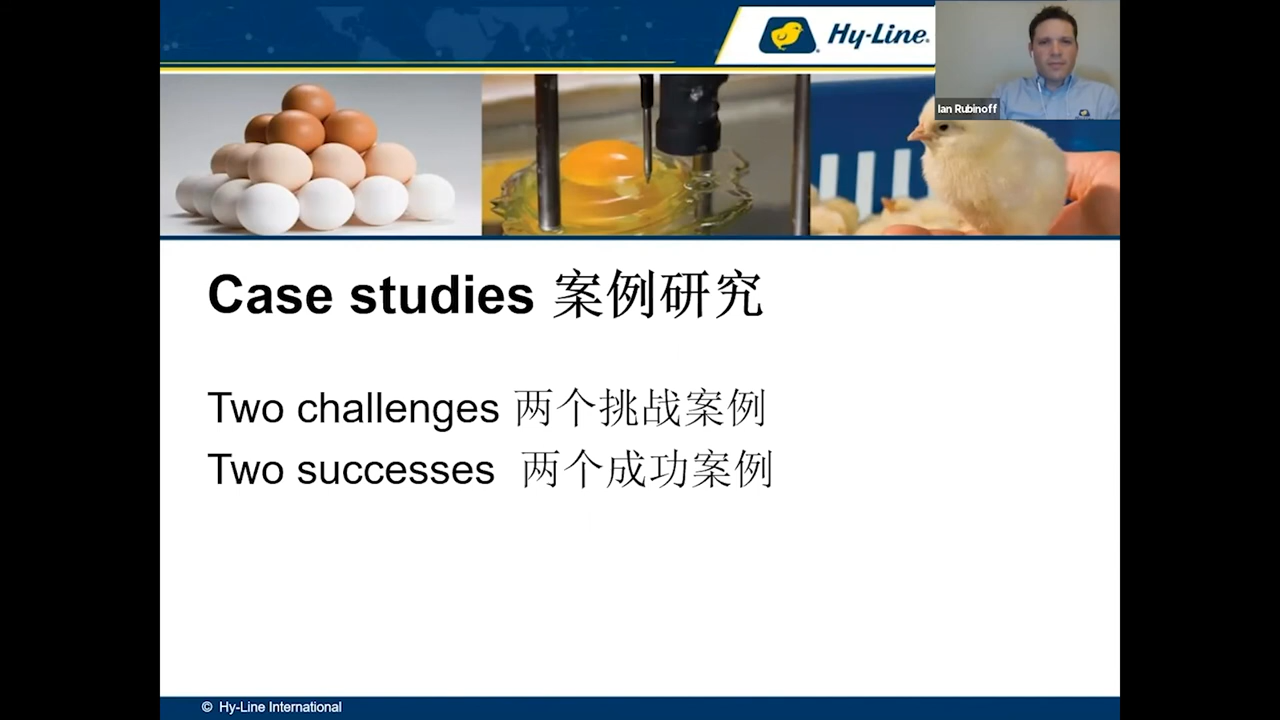 Hy-Line®
Ian Rubinoff
Case studies 案例研究
Two challenges 两个挑战案例
Two successes 两个成功案例
© Hy-Line International